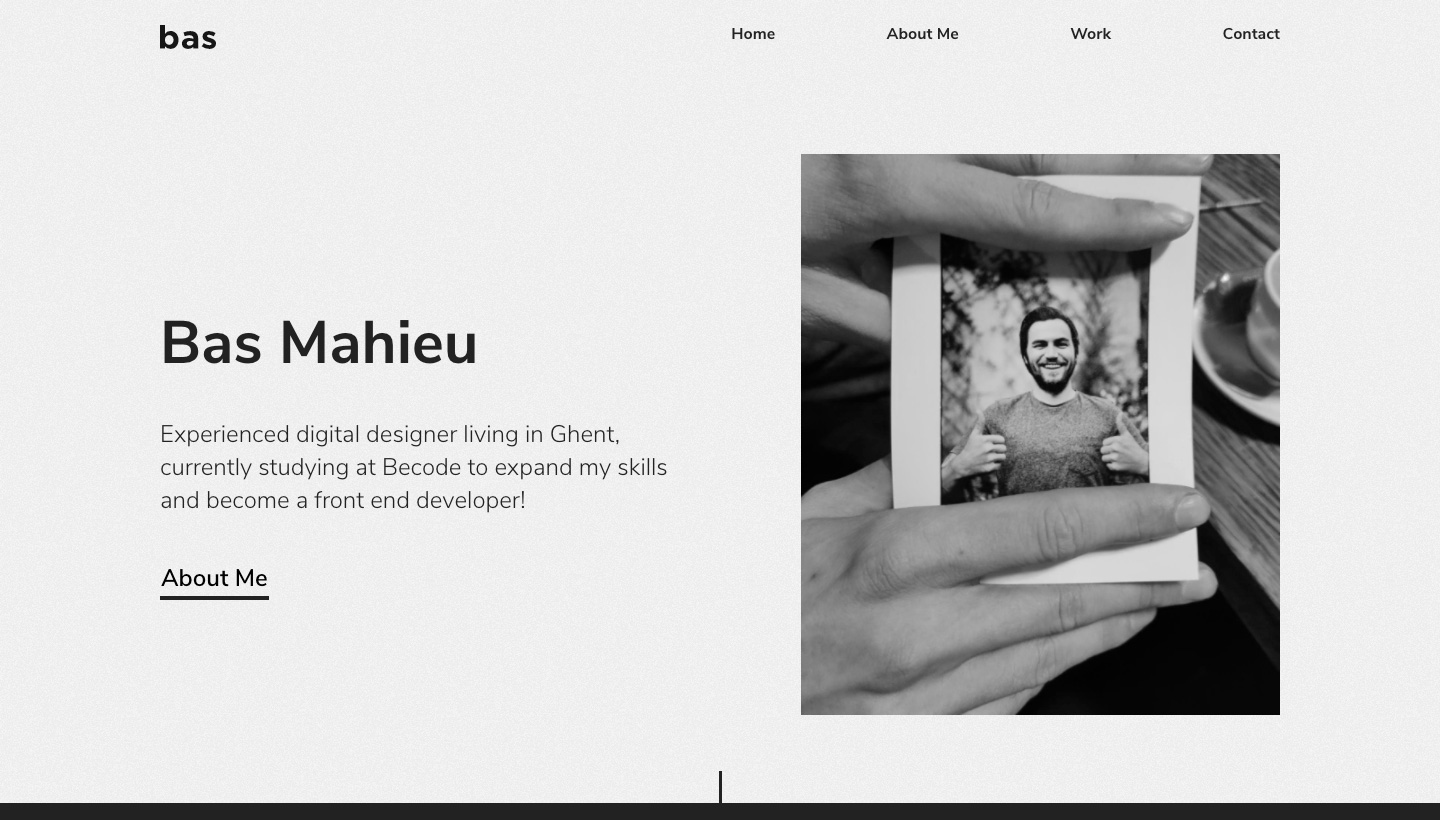 bas
Home
About Me
Work
Contact
Bas Mahieu
Experienced digital designer living in Ghent,
currently studying at Becode to expand my skills
and become a front end developer!
About Me